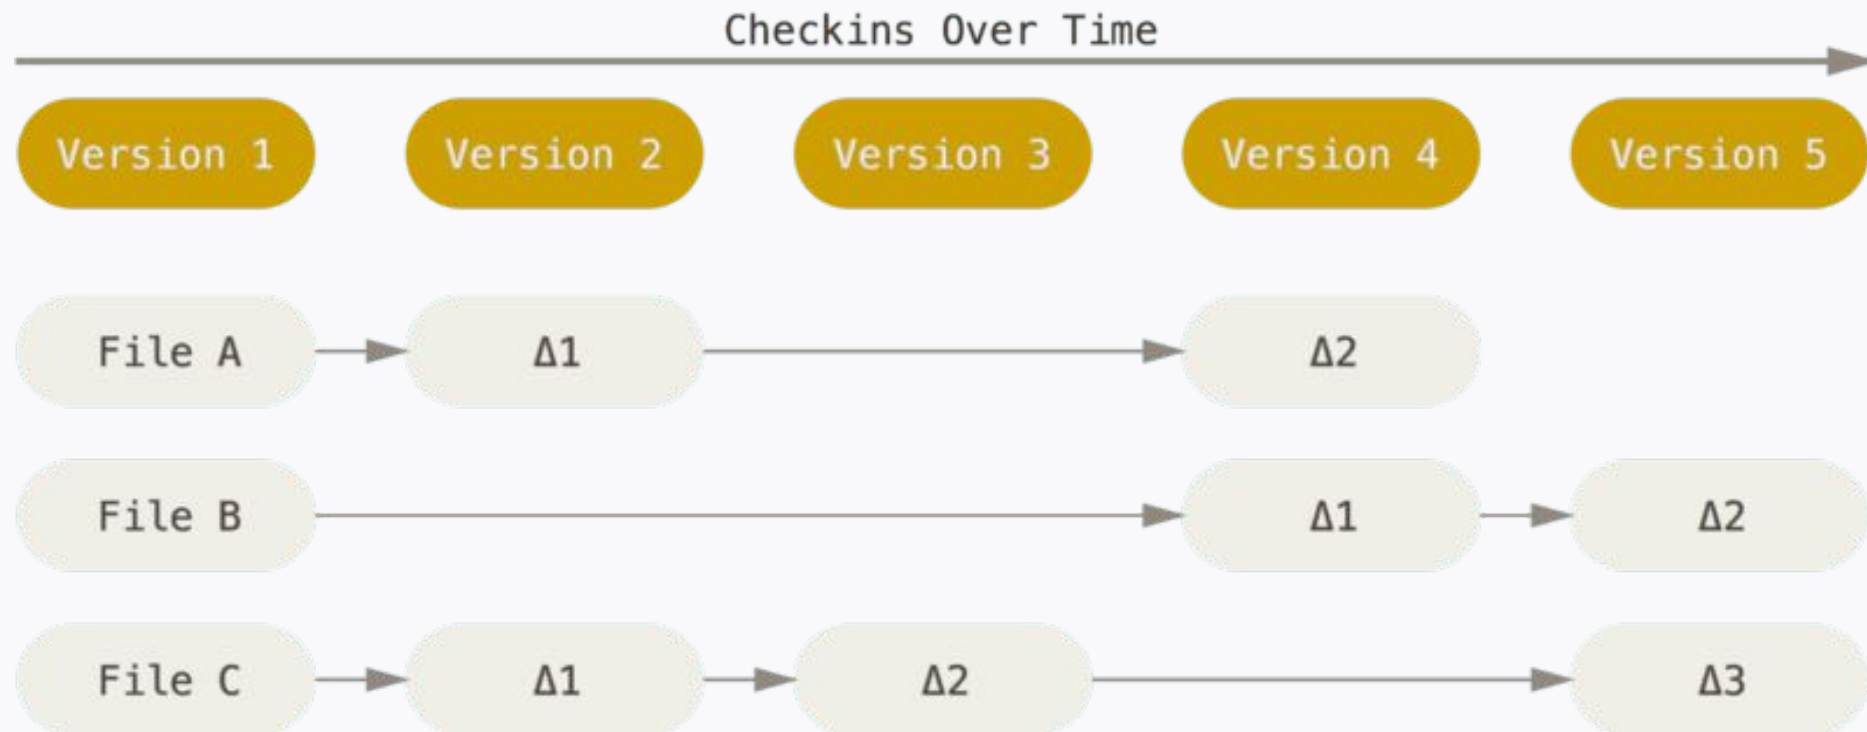 Checkins Over Time
Version 1 Version 2 Version 3 Version 4 Version 5
File A Δ1 Δ2
File B Δ1 Δ2
File C Δ1 Δ2 Δ3